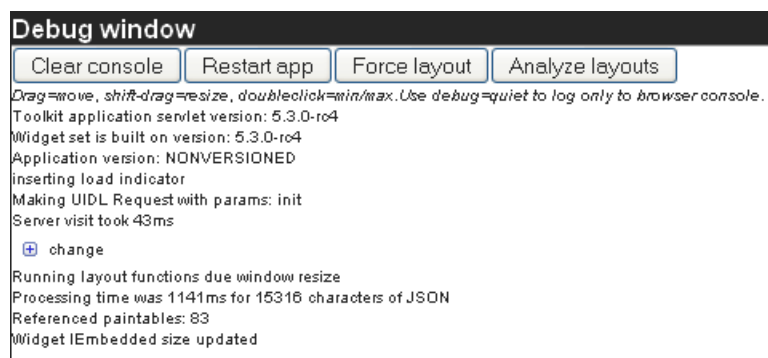 Debug window
Clear console Restart app Force layout Analyze layouts
Drag=move, shift-drag=resize, doubleclick=min/max.Use debug=quiet to log only to browser console.
Toolkit application servlet version: 5.3.0-rc4
Widget set is built on version: 5.3.0-rc4
Application version: NONVERSIONED
inserting load indicator
Making UIDL Request with params: init
Server visit took 43ms
change
Running layout functions due window resize
Processing time was 1141ms for 15316 characters of JSON
Referenced paintables: 83
Widget IEmbedded size updated